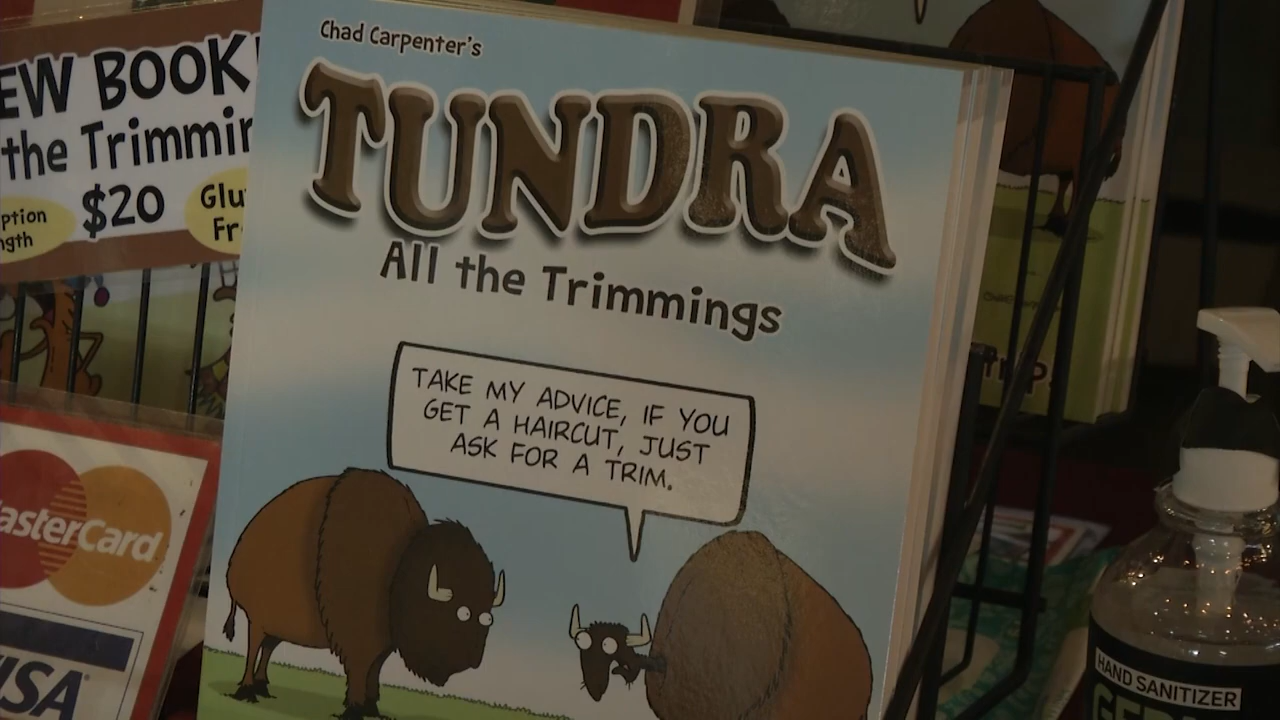 Chad Carpenter's
TUNDRA
All the Trimmings
TAKE MY ADVICE, IF YOU
GET A HAIRCUT, JUST
ASK FOR A TRIM.
EW BOOK
the Trimmin
$20
ption
ngth
Glu
Fr
asterCard
VISA
HAND SANITIZER